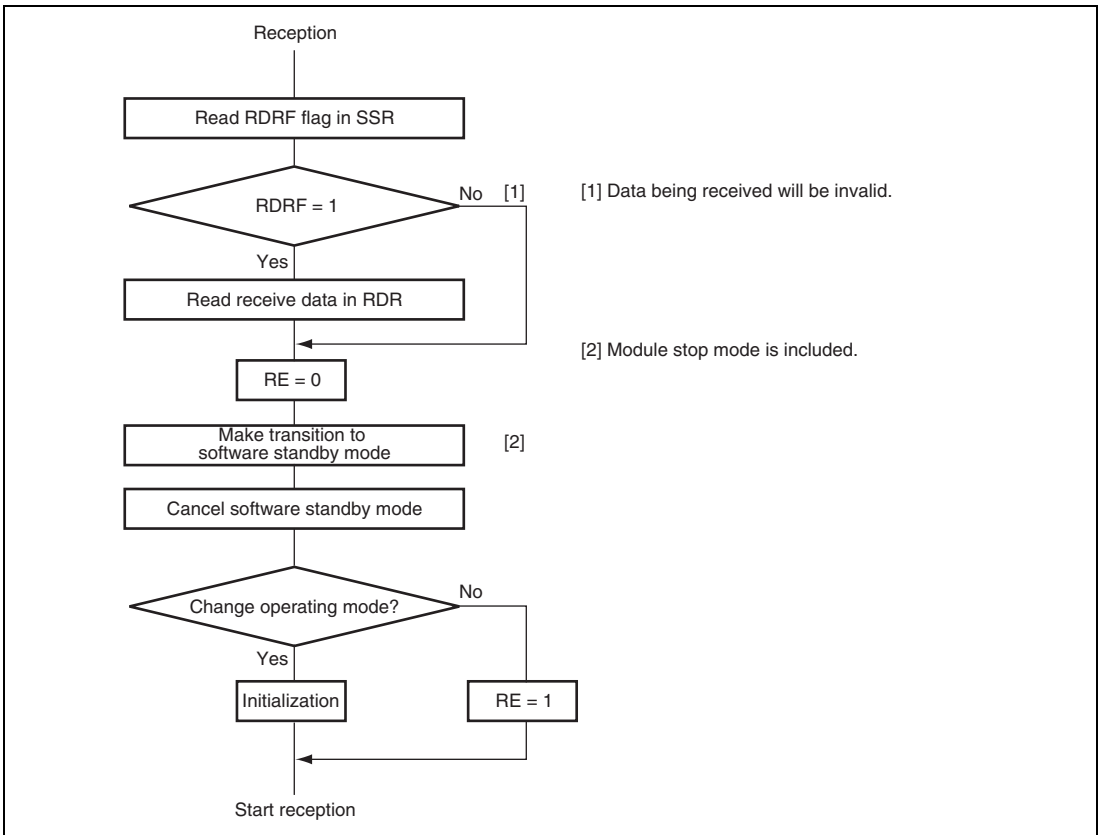 Reception
Read RDRF flag in SSR
RDRF = 1
No [1]
[1] Data being received will be invalid.
Yes
Read receive data in RDR
[2] Module stop mode is included.
RE = 0
Make transition to
software standby mode
[2]
Cancel software standby mode
Change operating mode?
No
Yes
Initialization
RE = 1
Start reception